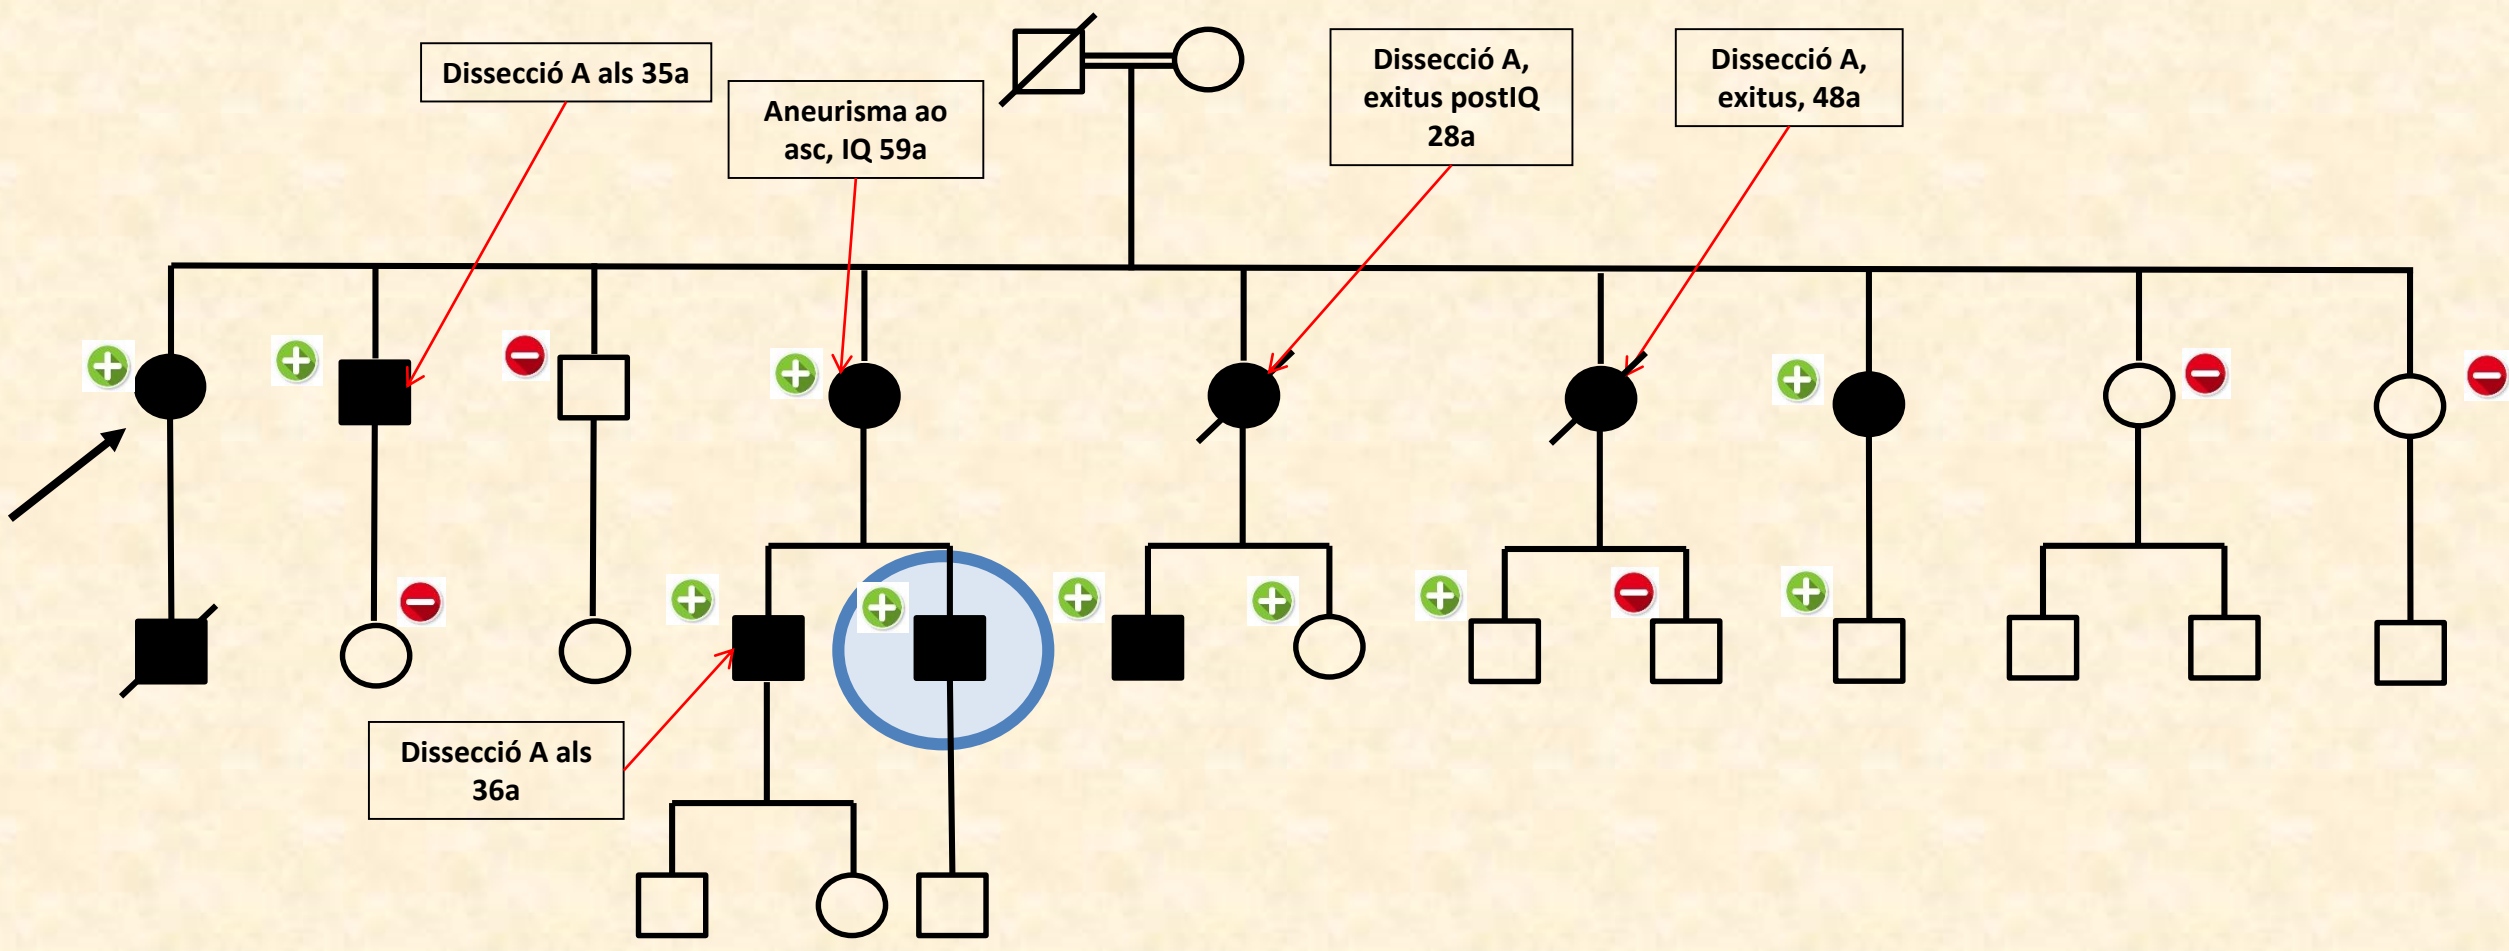 Dissecció A als 35a
Aneurisma ao
asc, IQ 59a
Dissecció A,
exitus postIQ
28a
Dissecció A,
exitus, 48a
Dissecció A als
36a